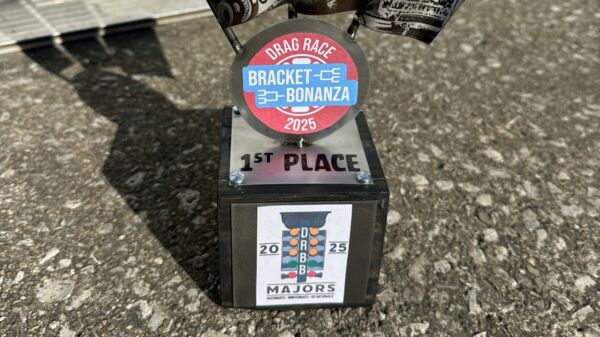 DRAG RACE
BRACKET
BONANZA
2025
1ST PLACE
20 DRBB 25
MAJORS